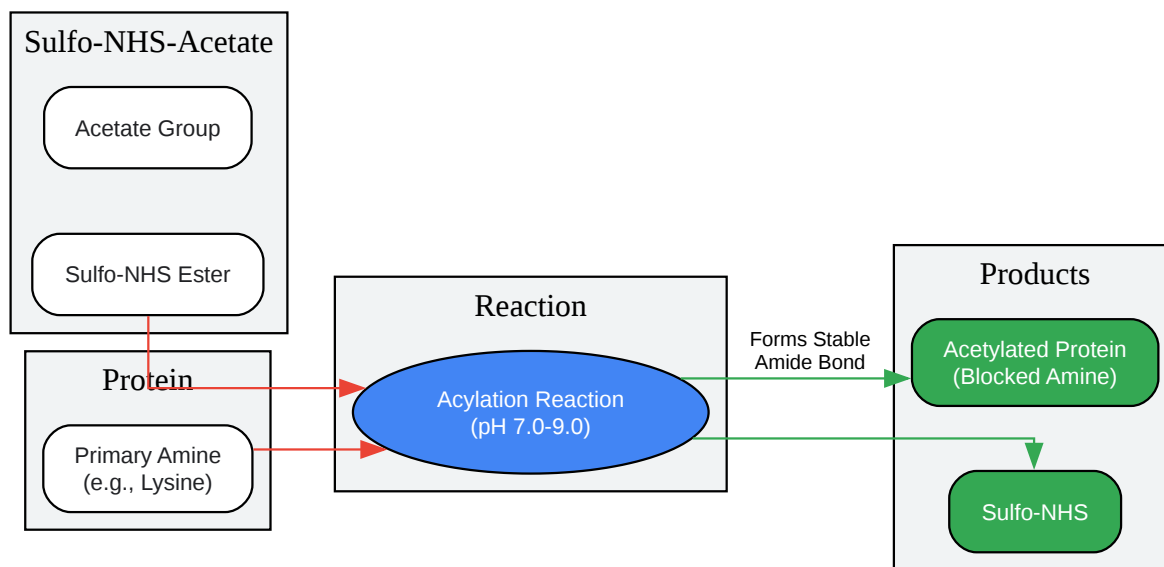 Sulfo-NHS-Acetate
Acetate Group
Sulfo-NHS Ester
Protein
Primary Amine
(e.g., Lysine)
Reaction
Acylation Reaction
(pH 7.0-9.0)
Forms Stable
Amide Bond
Products
Acetylated Protein
(Blocked Amine)
Sulfo-NHS